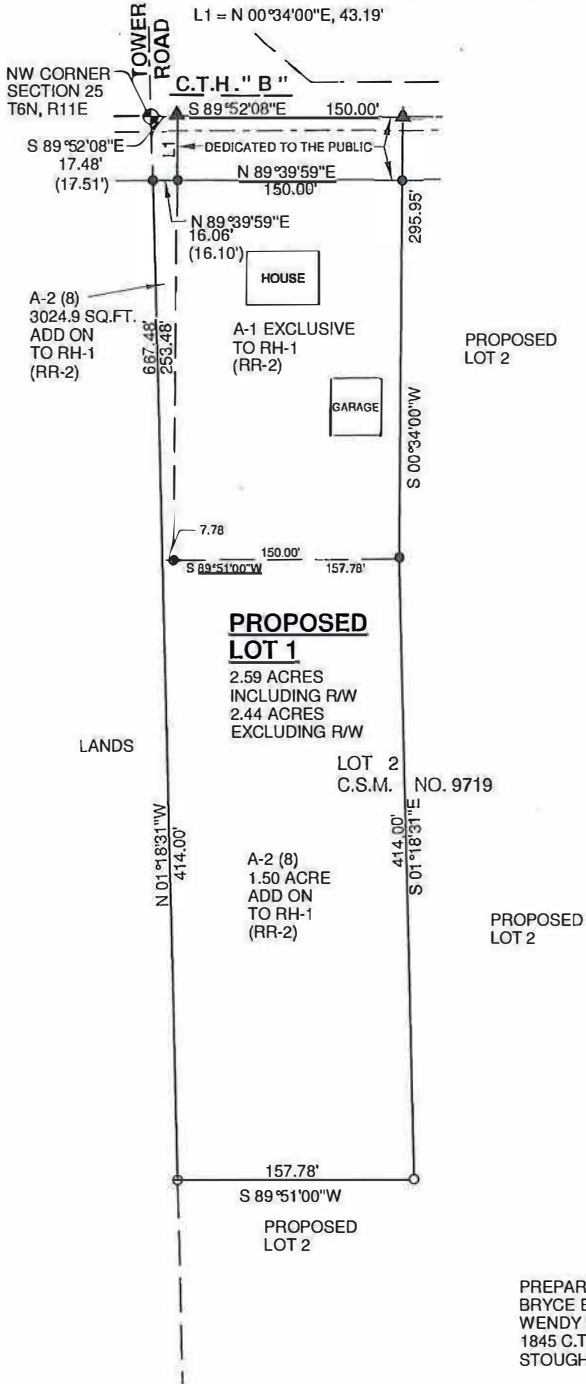 L1 = N 00°34'00"E, 43.19'
TOWER
ROAD
NW CORNER
SECTION 25
T6N, R11E
C.T.H. " B "
S 89°52'08"E 150.00'
S 89°52'08"E
17.48'
(17.51')
L1
DEDICATED TO THE PUBLIC
N 89°39'59"E
150.00'
N 89°39'59"E
16.06'
(16.10')
295.95'
HOUSE
A-2 (8)
3024.9 SQ.FT.
ADD ON
TO RH-1
(RR-2)
667.48'
253.48'
A-1 EXCLUSIVE
TO RH-1
(RR-2)
PROPOSED
LOT 2
GARAGE
S 00°34'00"W
7.78
150.00'
S 89°51'00"W 157.78'
PROPOSED
LOT 1
2.59 ACRES
INCLUDING R/W
2.44 ACRES
EXCLUDING R/W
LANDS
LOT 2
C.S.M. NO. 9719
N 01°18'31"W
414.00'
414.00'
S 01°18'31"E
A-2 (8)
1.50 ACRE
ADD ON
TO RH-1
(RR-2)
PROPOSED
LOT 2
157.78'
S 89°51'00"W
PROPOSED
LOT 2
PREPAR
BRYCE
WENDY
1845 C.T
STOUGH